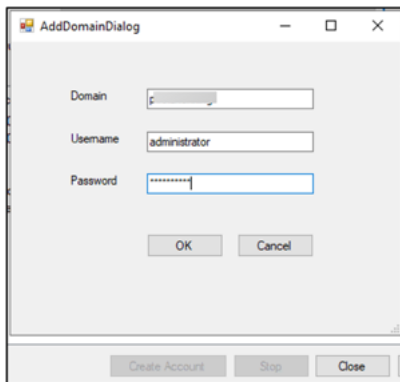 AddDomainDialog
Domain
Username administrator
Password **********
OK Cancel
Create Account Stop Close